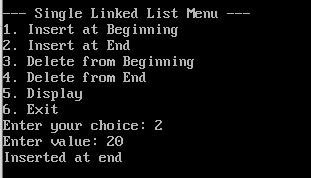 --- Single Linked List Menu ---
1. Insert at Beginning
2. Insert at End
3. Delete from Beginning
4. Delete from End
5. Display
6. Exit
Enter your choice: 2
Enter value: 20
Inserted at end